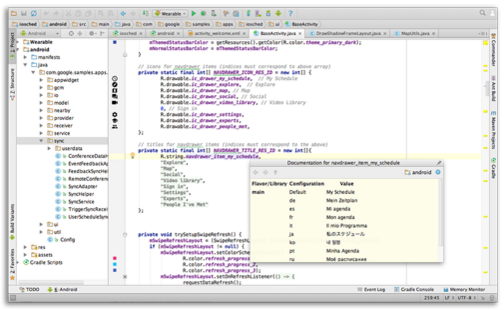 Wearable
iosched
Android
src
main
java
com
google
samples
apps
iosched
ui
BaseActivity
Android
activity_welcome.xml
BaseActivity.java
DrawShadowFrameLayout.java
MapUtils.java
Wearable
android
manifests
java
com.google.samples.apps
appwidget
gcm
io
model
nearby
provider
receiver
service
sync
userdata
ConferenceDataH
EventFeedbackAp
FeedbackSyncHel
RemoteConferenc
SyncAdapter
SyncHelper
SyncService
TriggerSyncRecei
UserScheduleSyn
ui
util
Config
res
Gradle Scripts
1: Project
Z: Structure
Build Variants
2: Favorites
Commander
Ant Build
Maven Projects
Gradle
mThemedStatusBarColor = getResources().getColor(R.color.theme_primary_dark);
mNormalStatusBarColor = mThemedStatusBarColor;
}
// icons for navdrawer items (indices must correspond to above array)
private static final int[] NAVDRAWER_ICON_RES_ID = new int[] {
R.drawable.ic_drawer_my_schedule, // My Schedule
R.drawable.ic_drawer_explore, // Explore
R.drawable.ic_drawer_map, // Map
R.drawable.ic_drawer_social, // Social
R.drawable.ic_drawer_video_library, // Video Library
0, // Sign in
R.drawable.ic_drawer_settings,
R.drawable.ic_drawer_experts,
R.drawable.ic_drawer_people_met,
};
// titles for navdrawer items (indices must correspond to the above)
private static final int[] NAVDRAWER_TITLE_RES_ID = new int[]{
R.string.navdrawer_item_my_schedule,
"Explore",
"Map",
"Social",
"Video Library",
"Sign in",
"Settings",
"Experts",
"People I've Met"
};
Documentation for navdrawer_item_my_schedule
android
Flavor/Library Configuration Value
main Default My Schedule
de Mein Zeitplan
es Mi agenda
fr Mon agenda
it Il mio Programma
ja 私のスケジュール
ko 내 일정
pt Minha Agenda
ru Моё расписание
private void trySetupSwipeRefresh() {
mSwipeRefreshLayout = (SwipeRefresh
if (mSwipeRefreshLayout != null) {
mSwipeRefreshLayout.setColorSche
R.color.refresh_progress_1,
R.color.refresh_progress_2,
R.color.refresh_progress_3);
mSwipeRefreshLayout.setOnRefreshListener(() -> {
requestDataRefresh();
TODO
6: Android
Event Log
Gradle Console
Memory Monitor
259:45
LF
UTF-8